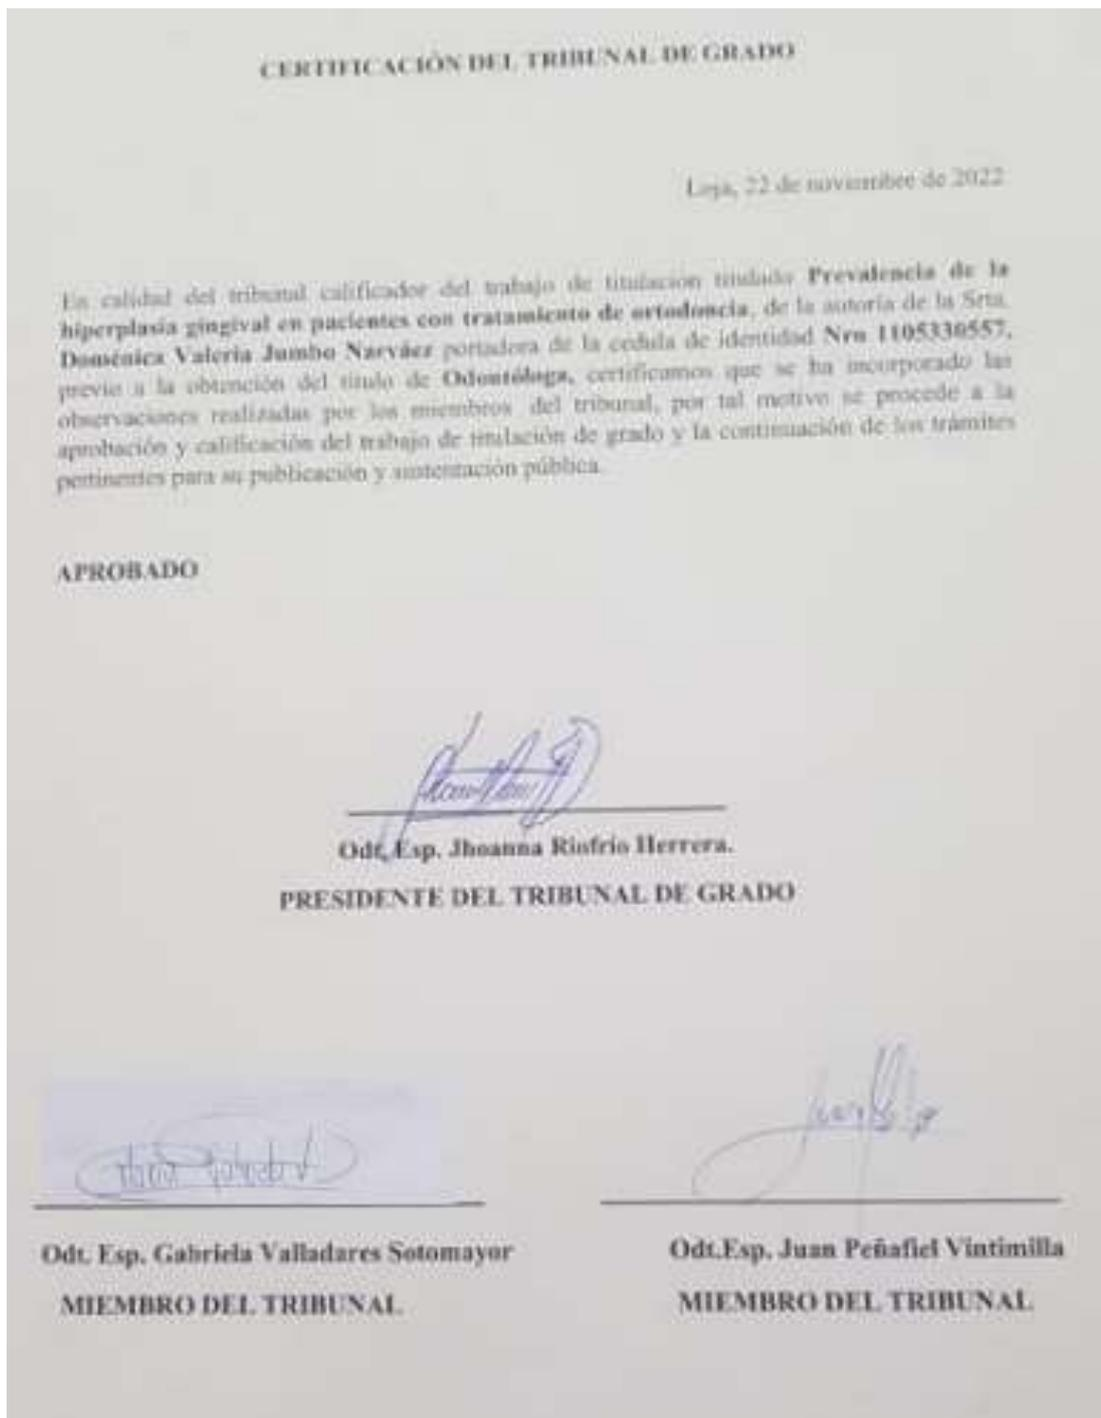 CERTIFICACIÓN DEL TRIBUNAL DE GRADO
Loja, 22 de noviembre de 2022
En calidad del tribunal calificador del trabajo de titulación titulado Prevalencia de la
hiperplasia gingival en pacientes con tratamiento de ortodoncia, de la autoría de la Srta.
Doménica Valeria Jumbo Narváez portadora de la cedula de identidad Nro 1105330557,
previo a la obtención del titulo de Odontóloga, certificamos que se ha incorporado las
observaciones realizadas por los miembros del tribunal, por tal motivo se procede a la
aprobación y calificación del trabajo de titulación de grado y la continuación de los trámites
pertinentes para su publicación y sustentación pública.
APROBADO
Odt. Esp. Jhoanna Riofrio Herrera.
PRESIDENTE DEL TRIBUNAL DE GRADO
Odt. Esp. Gabriela Valladares Sotomayor
MIEMBRO DEL TRIBUNAL
Odt.Esp. Juan Peñafiel Vintimilla
MIEMBRO DEL TRIBUNAL